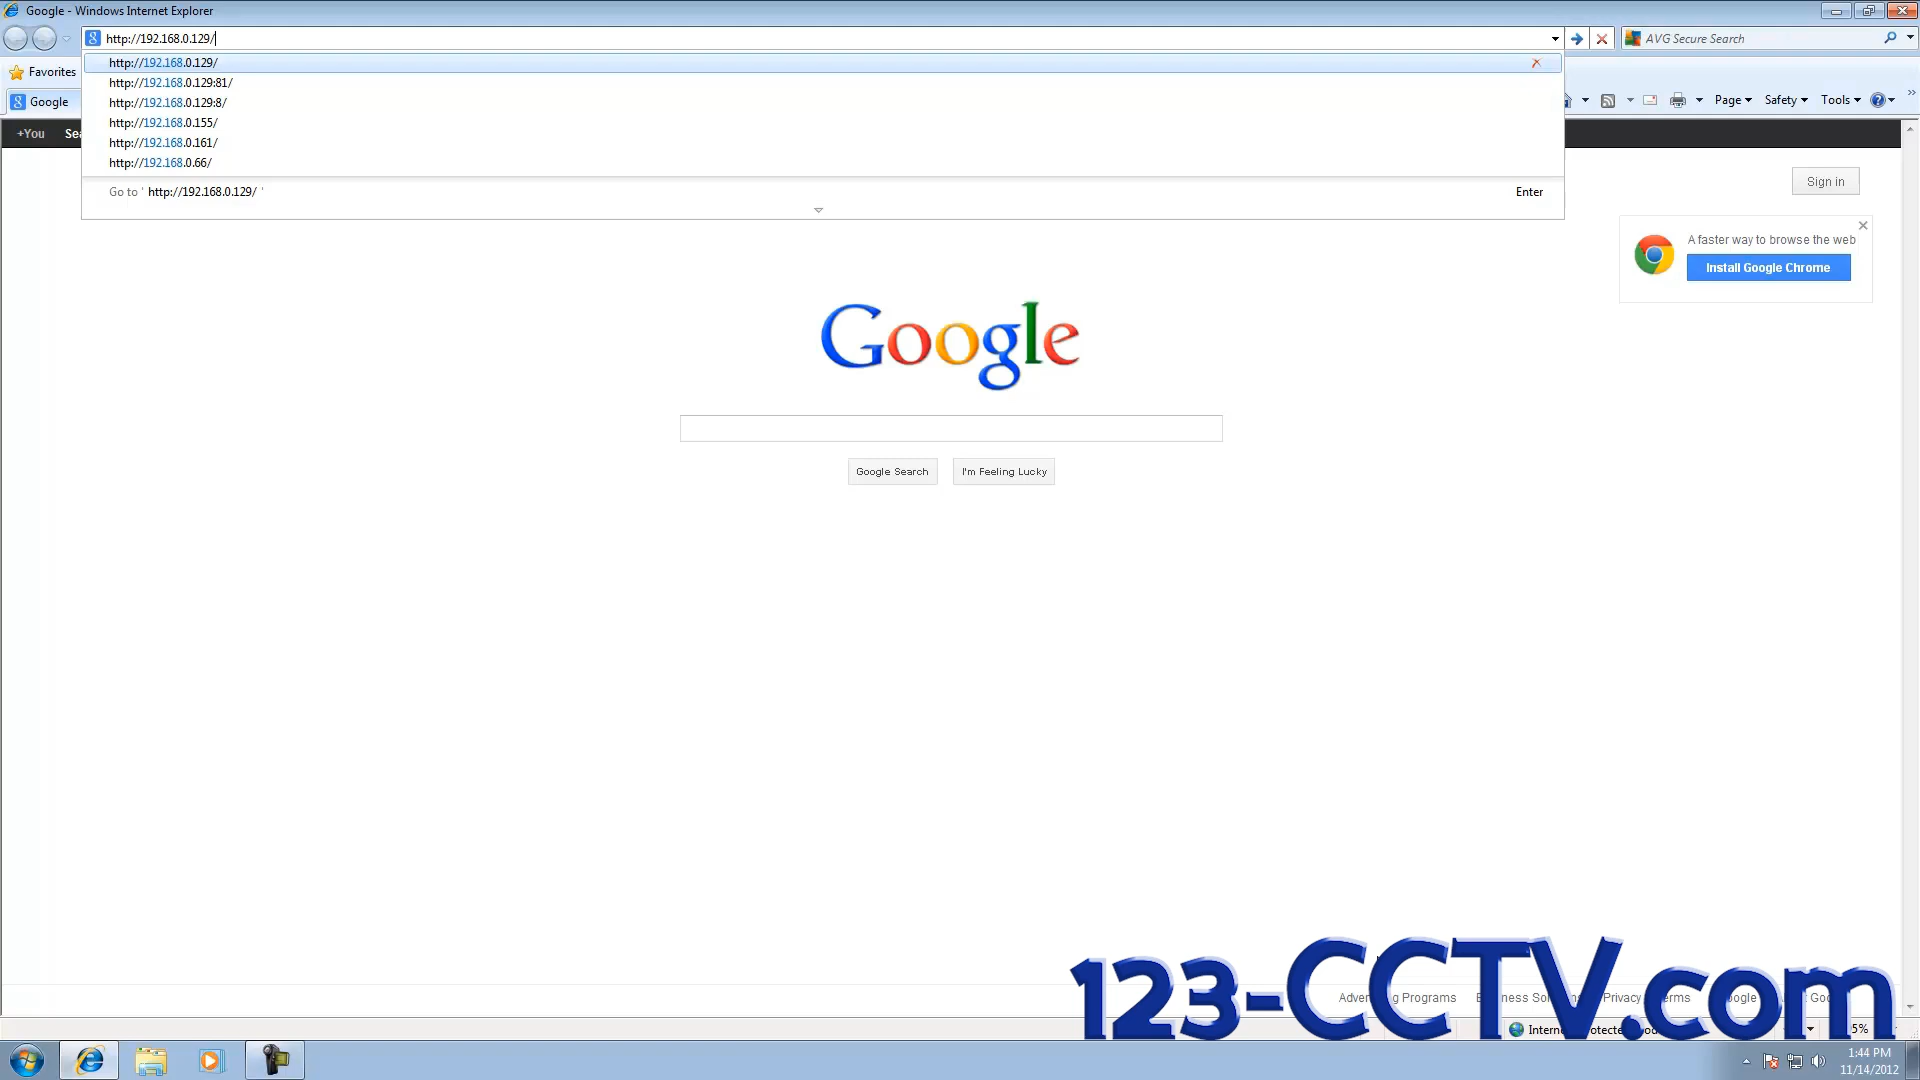 Google - Windows Internet Explorer
http://192.168.0.129/
AVG Secure Search
http://192.168.0.129/
http://192.168.0.129:81/
http://192.168.0.129:8/
http://192.168.0.155/
http://192.168.0.161/
http://192.168.0.66/
Go to ' http://192.168.0.129/ '
Enter
Favorites
Google
Page
Safety
Tools
+You
Sign in
A faster way to browse the web
Install Google Chrome
Google
Google Search
I'm Feeling Lucky
Programs
Privacy
123-CCTV.com
1:44 PM
11/14/2012